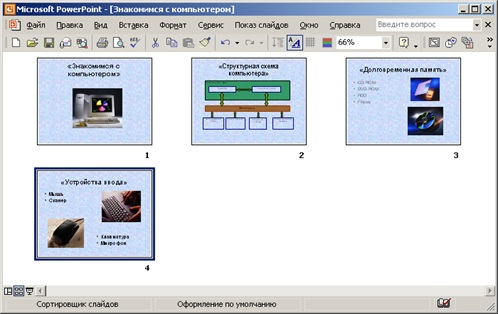 Microsoft PowerPoint - [Знакомимся с компьютером]
Файл Правка Вид Вставка Формат Сервис Показ слайдов Окно Справка Введите вопрос
66%
«Знакомимся с компьютером»
1
«Структурная схема компьютера»
2
«Долговременная память»
3
«Устройства ввода»
Мышь
Сканер
Клавиатура
Микрофон
4
Сортировщик слайдов Оформление по умолчанию